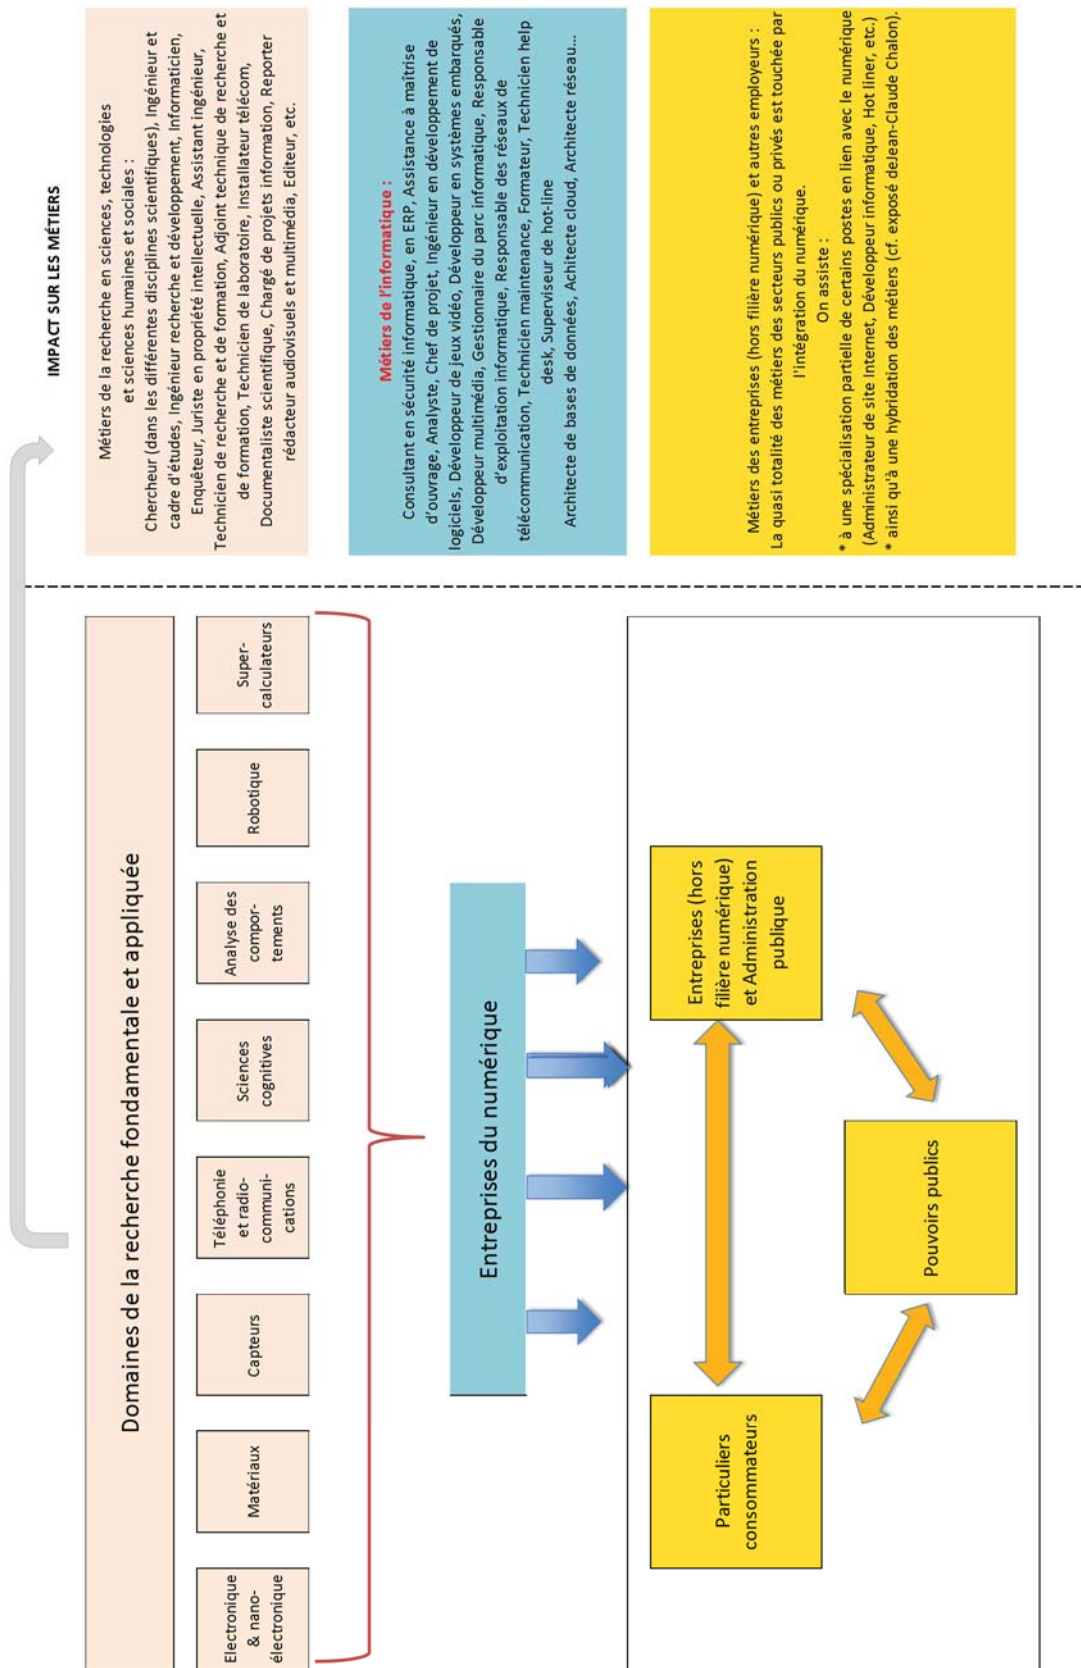 IMPACT SUR LES MÉTIERS
Domaines de la recherche fondamentale et appliquée
Electronique
& nano-
électronique
Matériaux
Capteurs
Téléphonie
et radio-
communi-
cations
Sciences
cognitives
Analyse des
compor-
tements
Robotique
Super-
calculateurs
Métiers de la recherche en sciences, technologies
et sciences humaines et sociales :
Chercheur (dans les différentes disciplines scientifiques), Ingénieur et
cadre d'études, Ingénieur recherche et développement, Informaticien,
Enquêteur, Juriste en propriété intellectuelle, Assistant ingénieur,
Technicien de recherche et de formation, Adjoint technique de recherche et
de formation, Technicien de laboratoire, Installateur télécom,
Documentaliste scientifique, Chargé de projets information, Reporter
rédacteur audiovisuels et multimédia, Editeur, etc.
Entreprises du numérique
Métiers de l'informatique :
Consultant en sécurité informatique, en ERP, Assistance à maîtrise
d'ouvrage, Analyste, Chef de projet, Ingénieur en développement de
logiciels, Développeur de jeux vidéo, Développeur en systèmes embarqués,
Développeur multimédia, Gestionnaire du parc informatique, Responsable
d'exploitation informatique, Responsable des réseaux de
télécommunication, Technicien maintenance, Formateur, Technicien help
desk, Superviseur de hot-line
Architecte de bases de données, Achitecte cloud, Architecte réseau...
Particuliers
consommateurs
Entreprises (hors
filière numérique)
et Administration
publique
Pouvoirs publics
Métiers des entreprises (hors filière numérique) et autres employeurs :
La quasi totalité des métiers des secteurs publics ou privés est touchée par
l'intégration du numérique.
On assiste :
* à une spécialisation partielle de certains postes en lien avec le numérique
(Administrateur de site Internet, Développeur informatique, Hot liner, etc.)
* ainsi qu'à une hybridation des métiers (cf. exposé deJean-Claude Chalon).